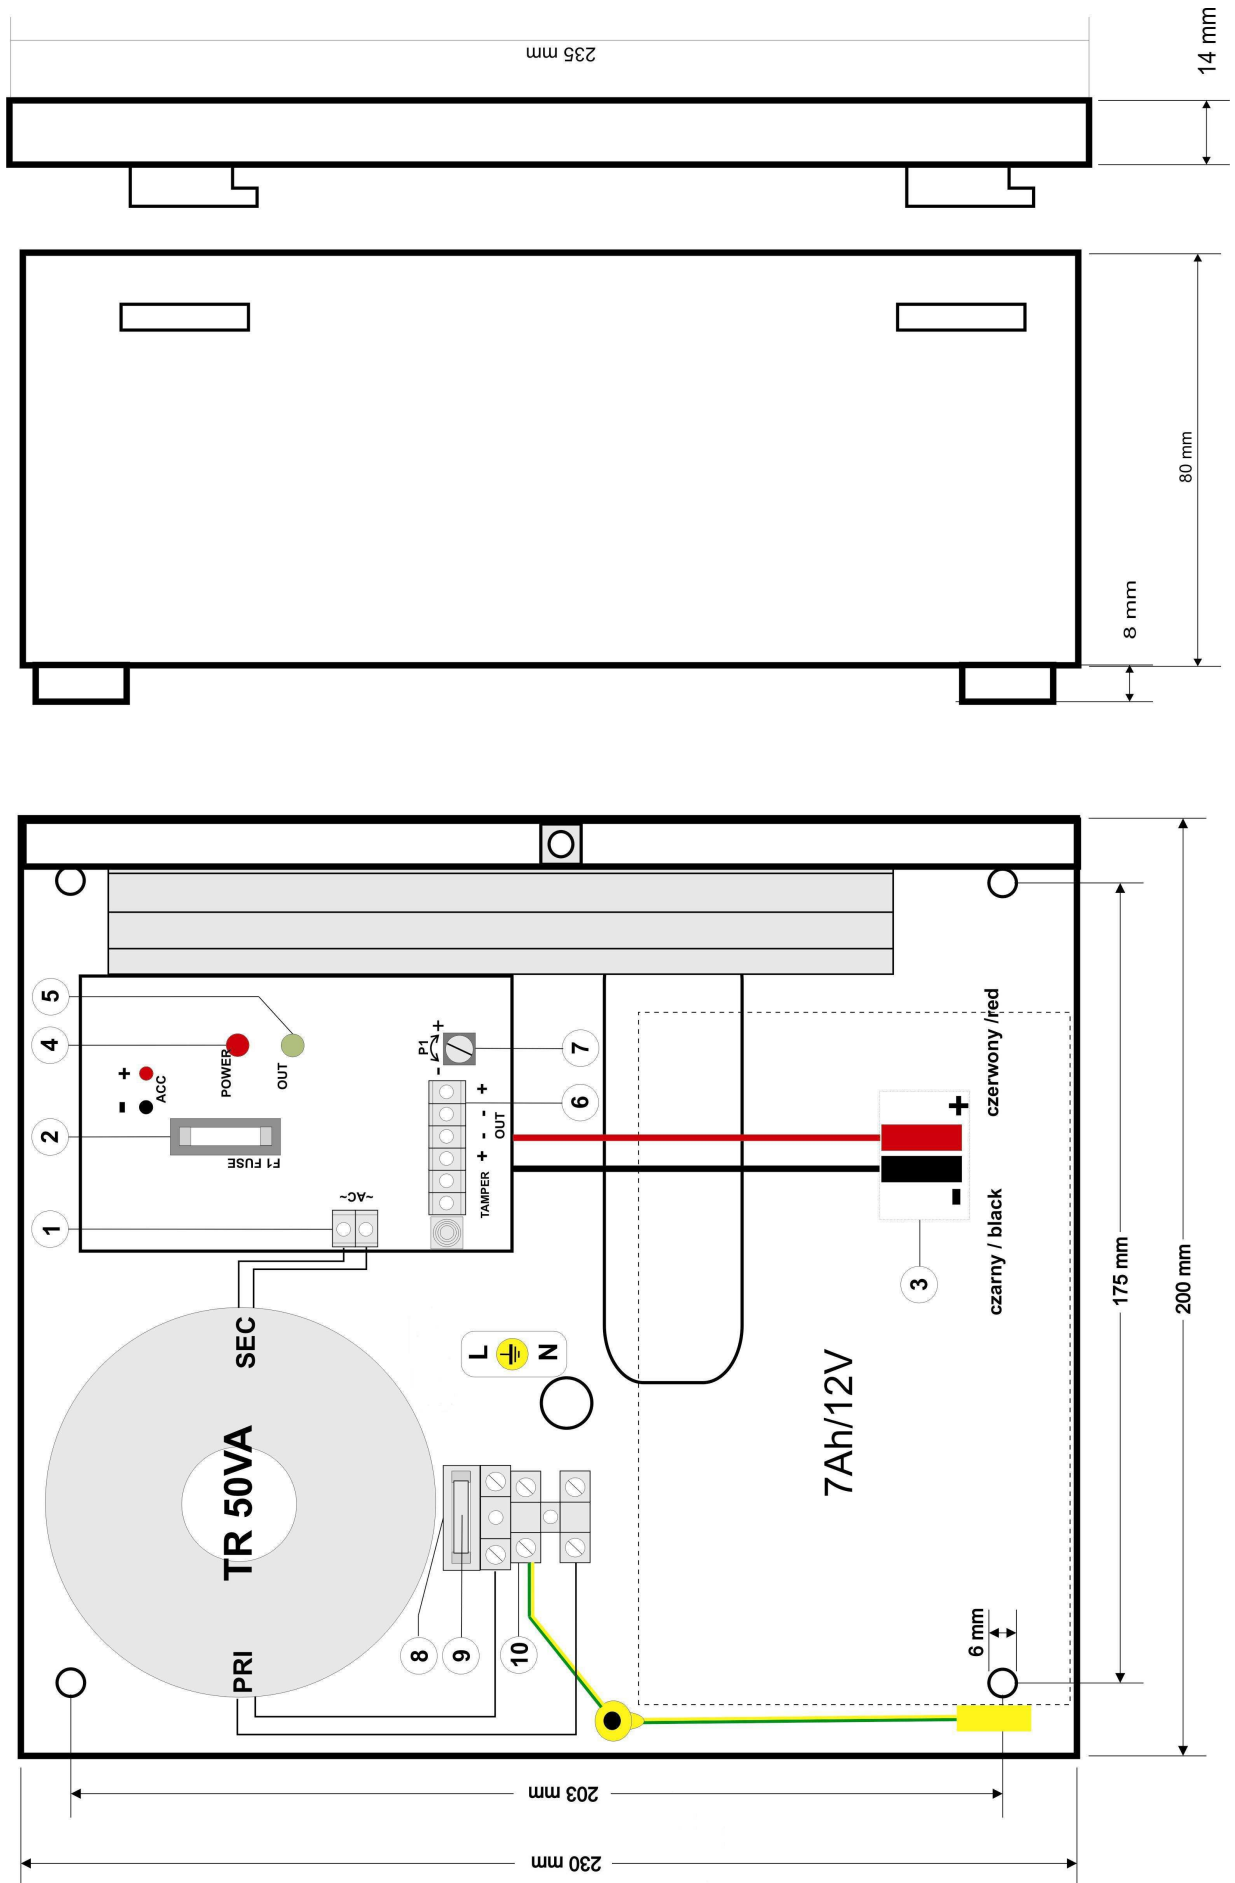 235 mm
14 mm
80 mm
8 mm
5
4
2
1
+
-
ACC
POWER
OUT
F1 FUSE
~AC~
- P1 +
7
6
TAMPER + - - +
OUT
+
-
czerwony /red
czarny / black
3
SEC
TR 50VA
PRI
L
N
7Ah/12V
8
9
10
6 mm
175 mm
200 mm
203 mm
230 mm